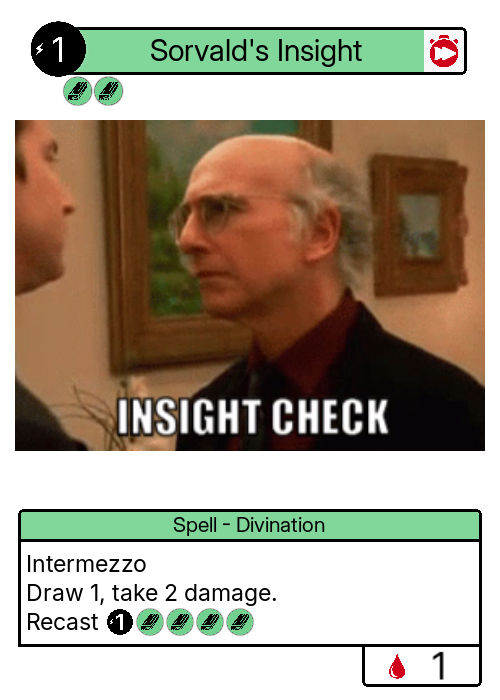 1 Sorvald's Insight
INSIGHT CHECK
Spell - Divination
Intermezzo
Draw 1, take 2 damage.
Recast 1
1